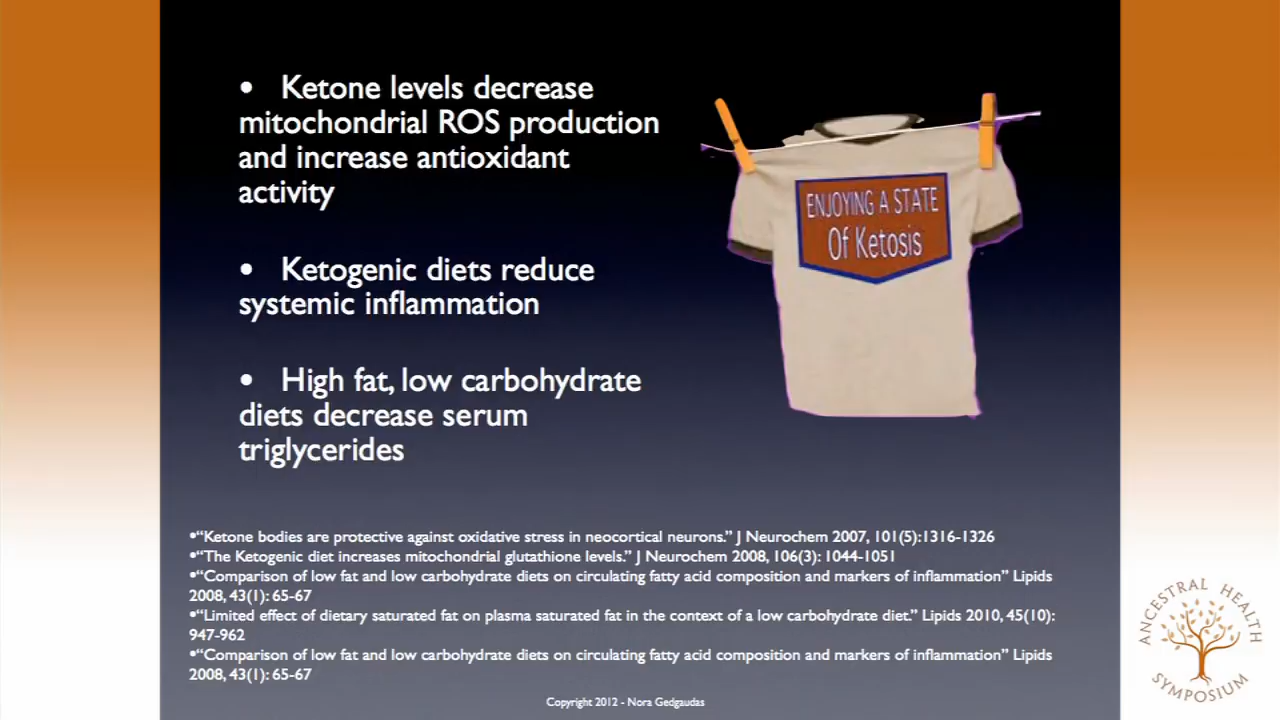 • Ketone levels decrease
mitochondrial ROS production
and increase antioxidant
activity
• Ketogenic diets reduce
systemic inflammation
• High fat, low carbohydrate
diets decrease serum
triglycerides
ENJOYING A STATE
Of Ketosis
•“Ketone bodies are protective against oxidative stress in neocortical neurons.” J Neurochem 2007, 101(5):1316-1326
•“The Ketogenic diet increases mitochondrial glutathione levels.” J Neurochem 2008, 106(3): 1044-1051
•“Comparison of low fat and low carbohydrate diets on circulating fatty acid composition and markers of inflammation” Lipids
2008, 43(1): 65-67
•“Limited effect of dietary saturated fat on plasma saturated fat in the context of a low carbohydrate diet.” Lipids 2010, 45(10):
947-962
•“Comparison of low fat and low carbohydrate diets on circulating fatty acid composition and markers of inflammation” Lipids
2008, 43(1): 65-67
Copyright 2012 - Nora Gedgaudas
ANCESTRAL HEALTH
SYMPOSIUM